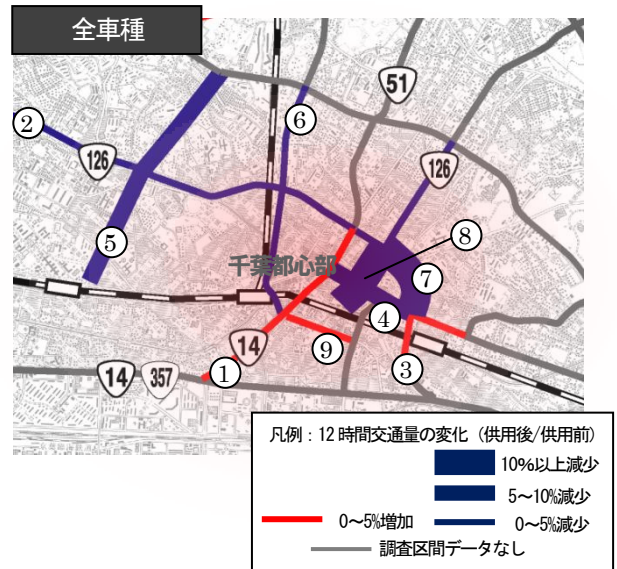 全車種
51
⑥
②
126
126
⑤
⑧
千葉都心部
⑦
④
14
⑨
①
③
14
357
凡例:12時間交通量の変化(供用後/供用前)
10%以上減少
5~10%減少
0~5%増加
0~5%減少
調査区間データなし